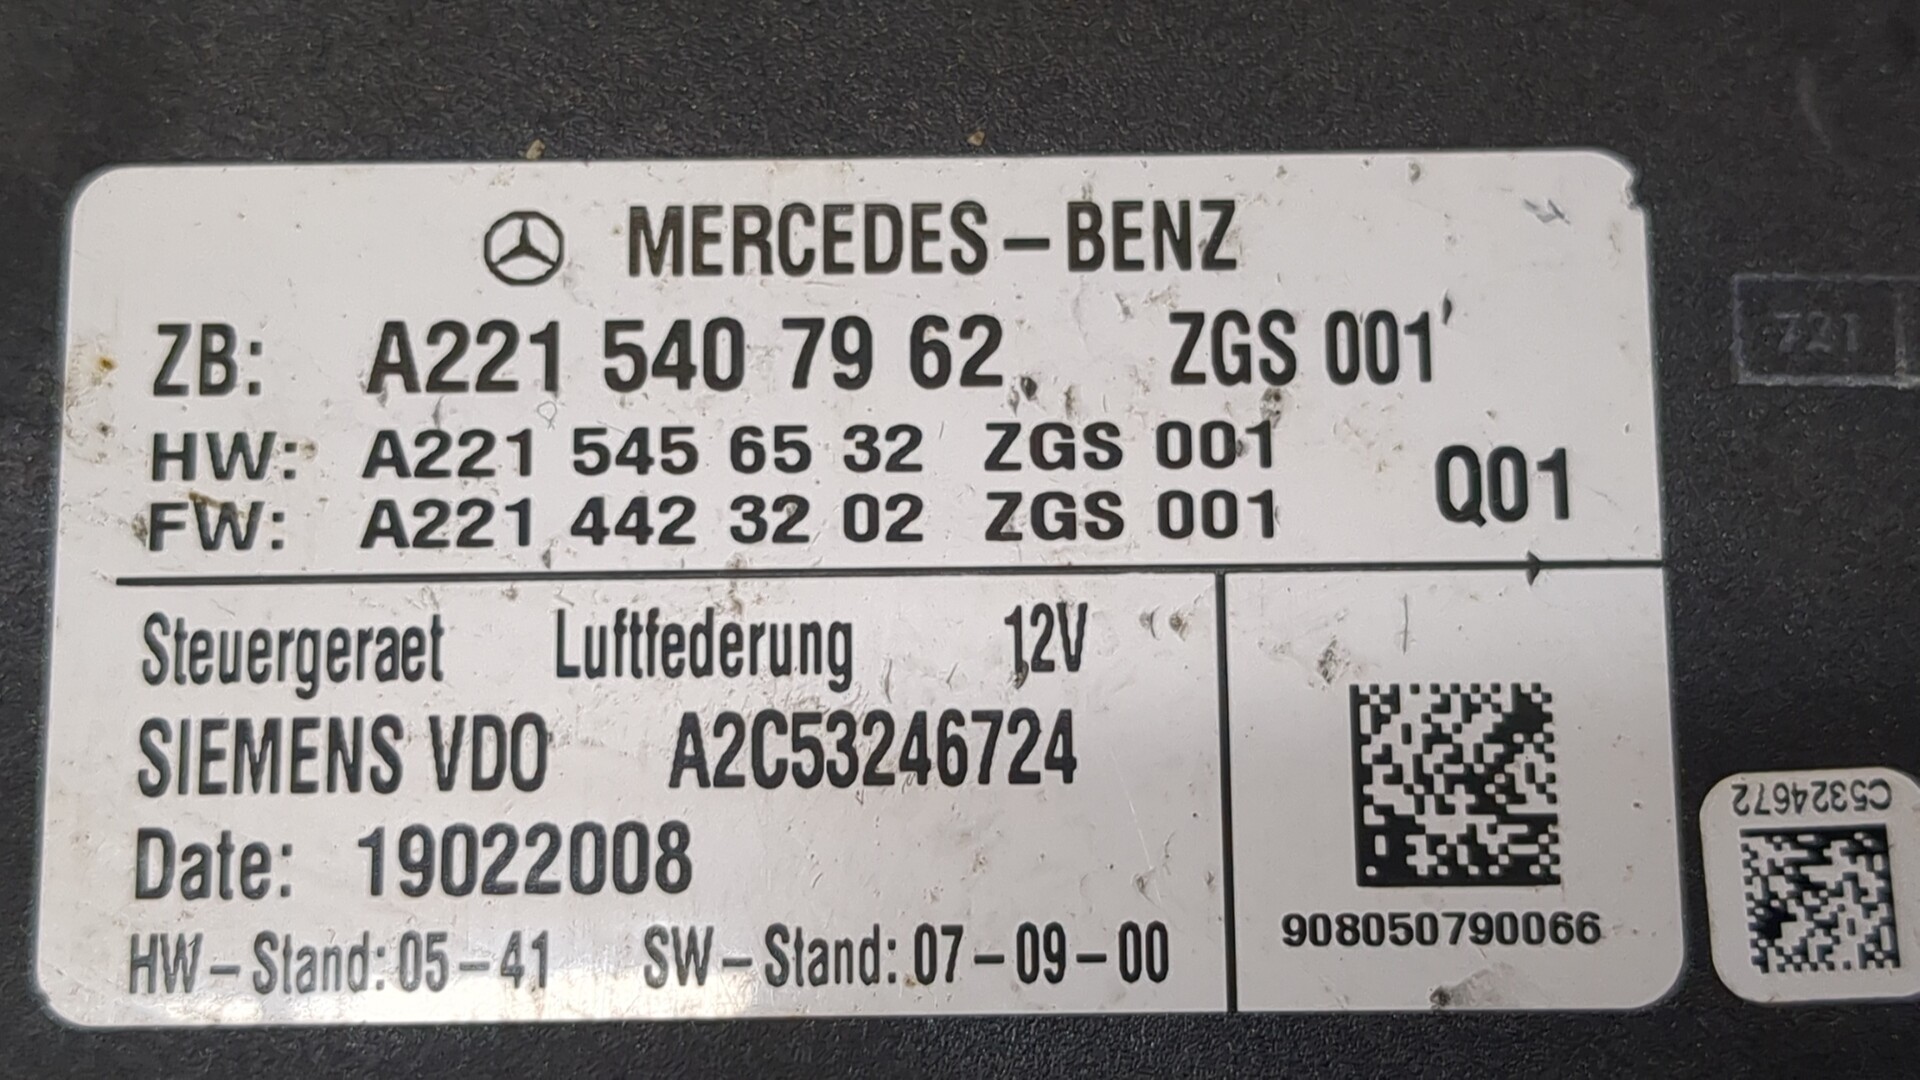 MERCEDES-BENZ
ZB: A221 540 79 62 ZGS 001
HW: A221 545 65 32 ZGS 001
FW: A221 442 32 02 ZGS 001
Q01
Steuergeraet Luftfederung 12V
SIEMENS VDO A2C53246724
Date: 19022008
HW-Stand: 05-41 SW-Stand: 07-09-00
908050790066
721
C5324672